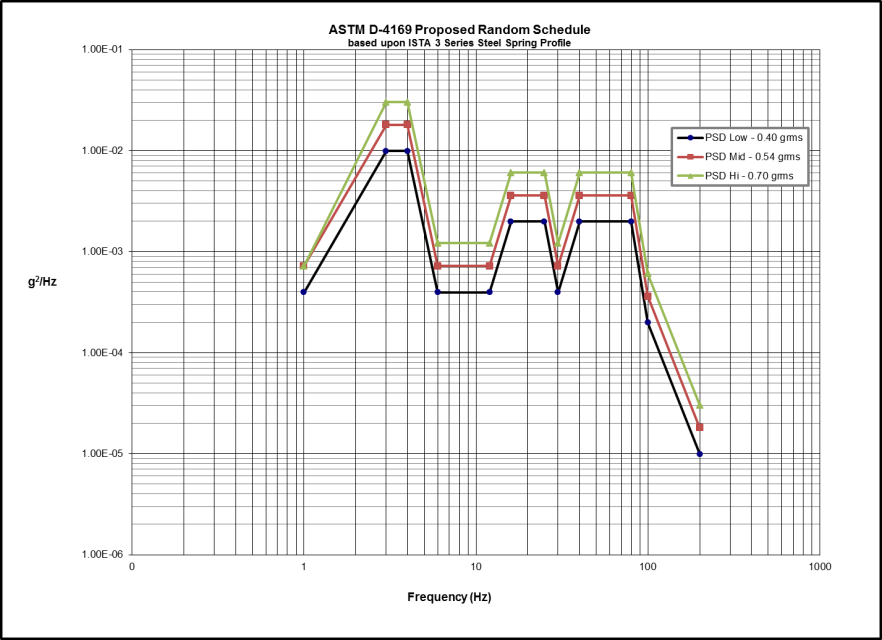 ASTM D-4169 Proposed Random Schedule
based upon ISTA 3 Series Steel Spring Profile
1.00E-01
1.00E-02
1.00E-03
1.00E-04
1.00E-05
1.00E-06
g²/Hz
PSD Low - 0.40 grms
PSD Mid - 0.54 grms
PSD Hi - 0.70 grms
0 1 10 100 1000
Frequency (Hz)